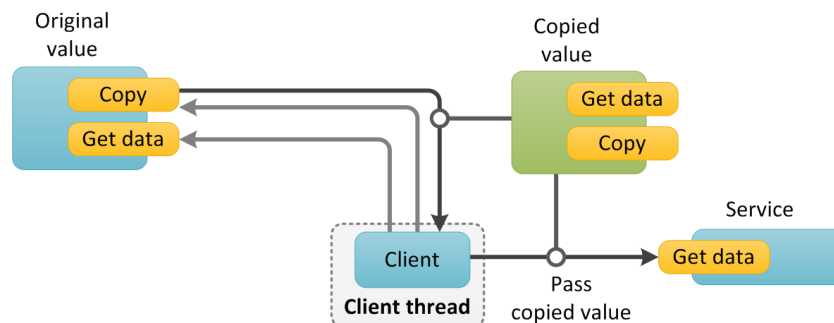 Original
value
Copy
Get data
Copied
value
Get data
Copy
Client
Client thread
Service
Get data
Pass
copied value